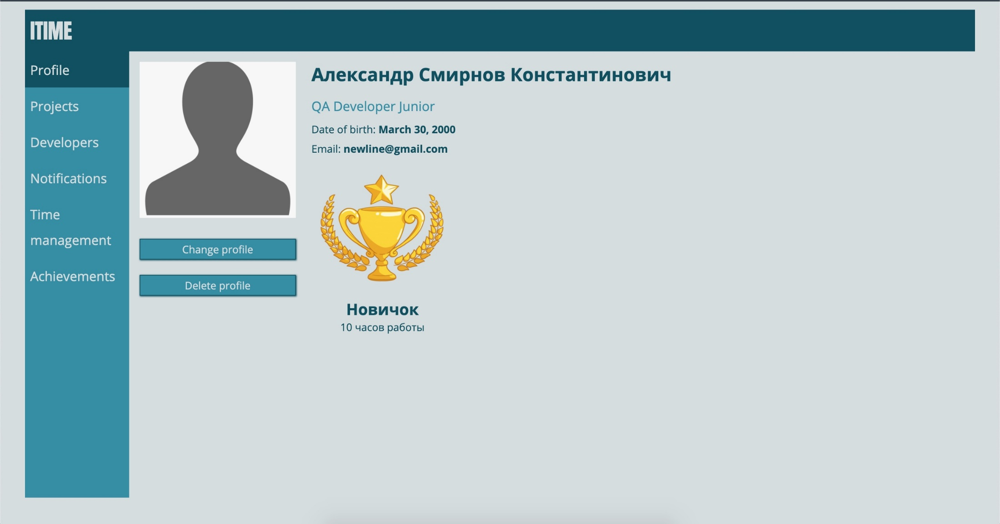 ITIME
Profile
Projects
Developers
Notifications
Time
management
Achievements
Change profile
Delete profile
Александр Смирнов Константинович
QA Developer Junior
Date of birth: March 30, 2000
Email: newline@gmail.com
Новичок
10 часов работы